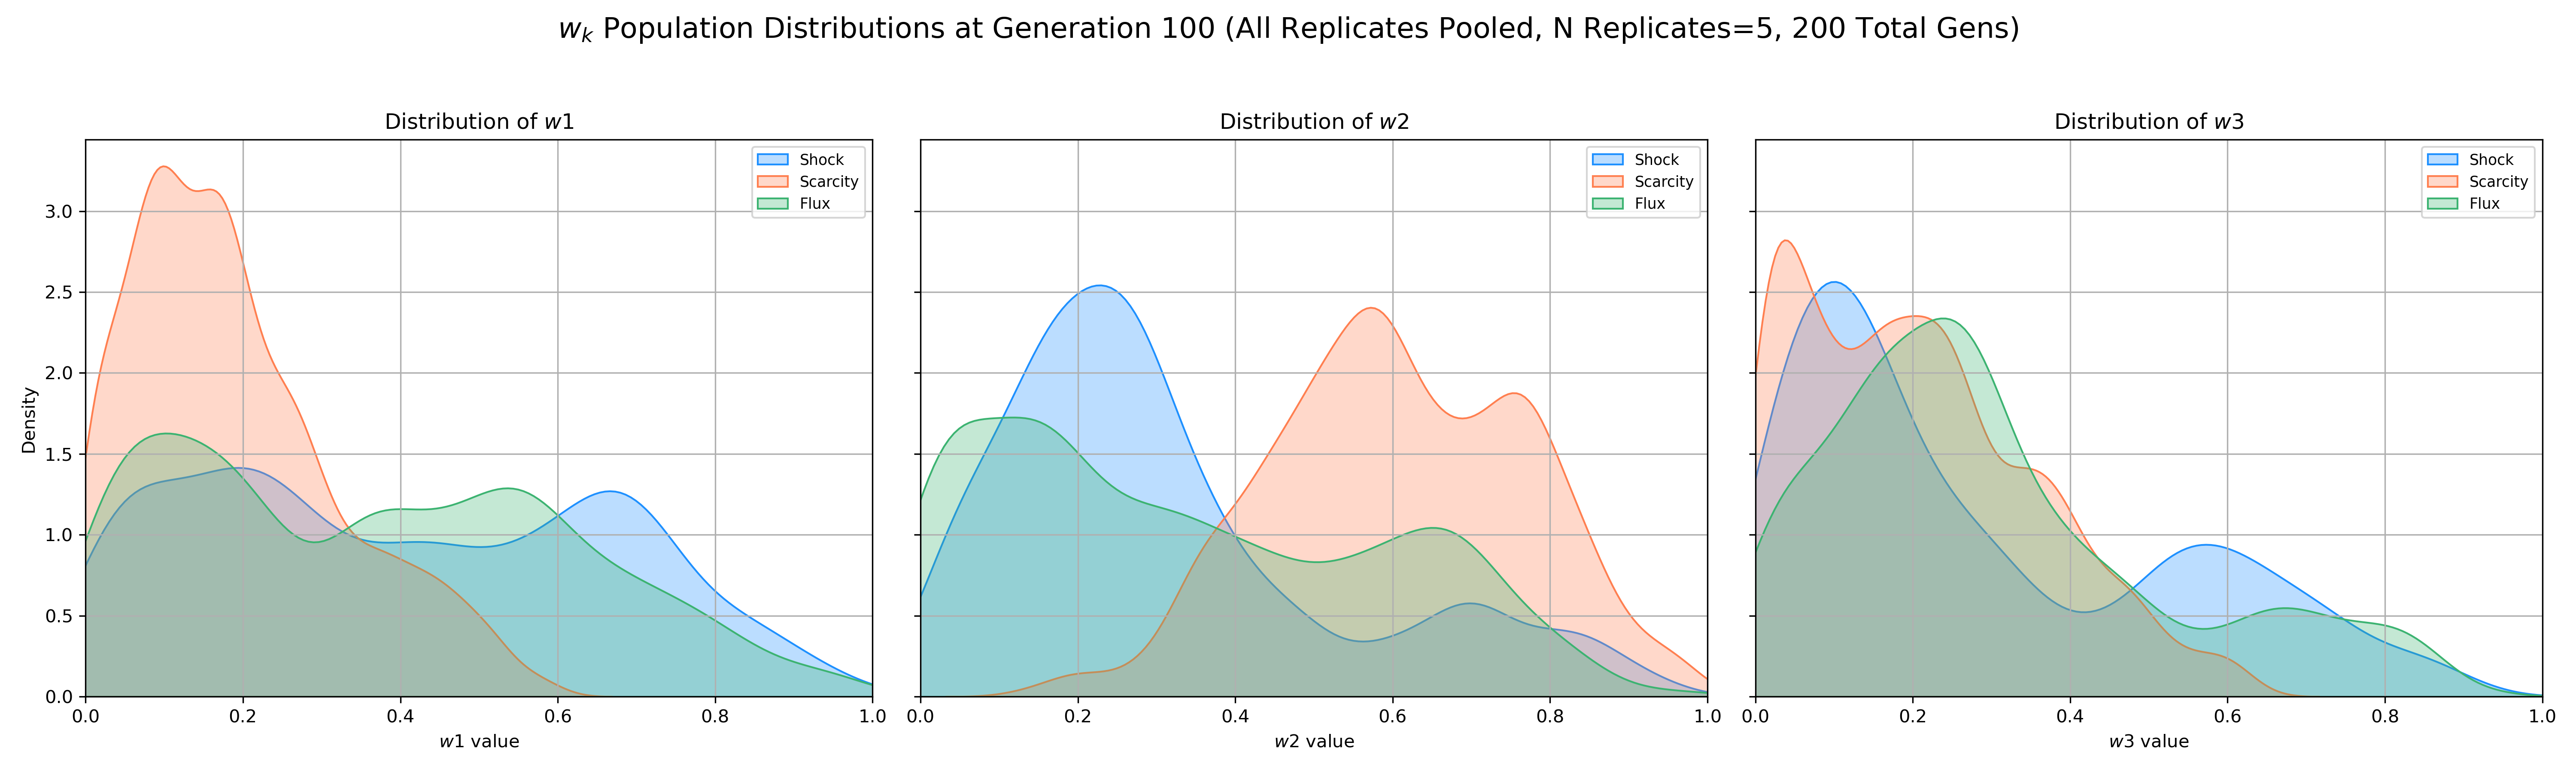 wₖ Population Distributions at Generation 100 (All Replicates Pooled, N Replicates=5, 200 Total Gens)
Distribution of w1
Shock
Scarcity
Flux
Density
0.0
0.5
1.0
1.5
2.0
2.5
3.0
0.0 0.2 0.4 0.6 0.8 1.0
w1 value
Distribution of w2
Shock
Scarcity
Flux
0.0 0.2 0.4 0.6 0.8 1.0
w2 value
Distribution of w3
Shock
Scarcity
Flux
0.0 0.2 0.4 0.6 0.8 1.0
w3 value